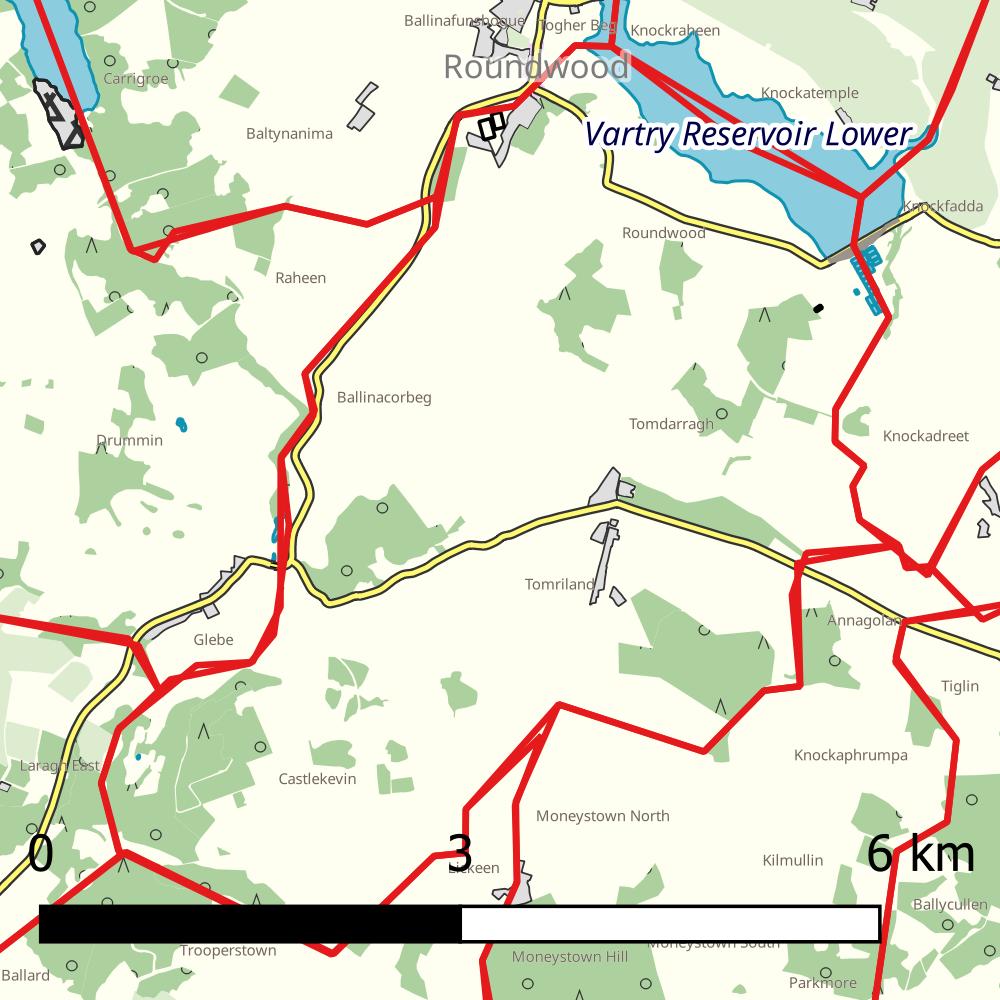 Ballinafunshoge
Togher Beg
Knockraheen
Roundwood
Carrigroe
Knockatemple
Baltynanima
Vartry Reservoir Lower
Knockfadda
Roundwood
Raheen
Ballinacorbeg
Tomdarragh
Knockadreet
Drummin
Tomriland
Annagolan
Glebe
Tiglin
Laragh East
Castlekevin
Knockaphrumpa
Moneystown North
0
3
6 km
Lickeen
Kilmullin
Ballycullen
Trooperstown
Moneystown South
Moneystown Hill
Ballard
Parkmore